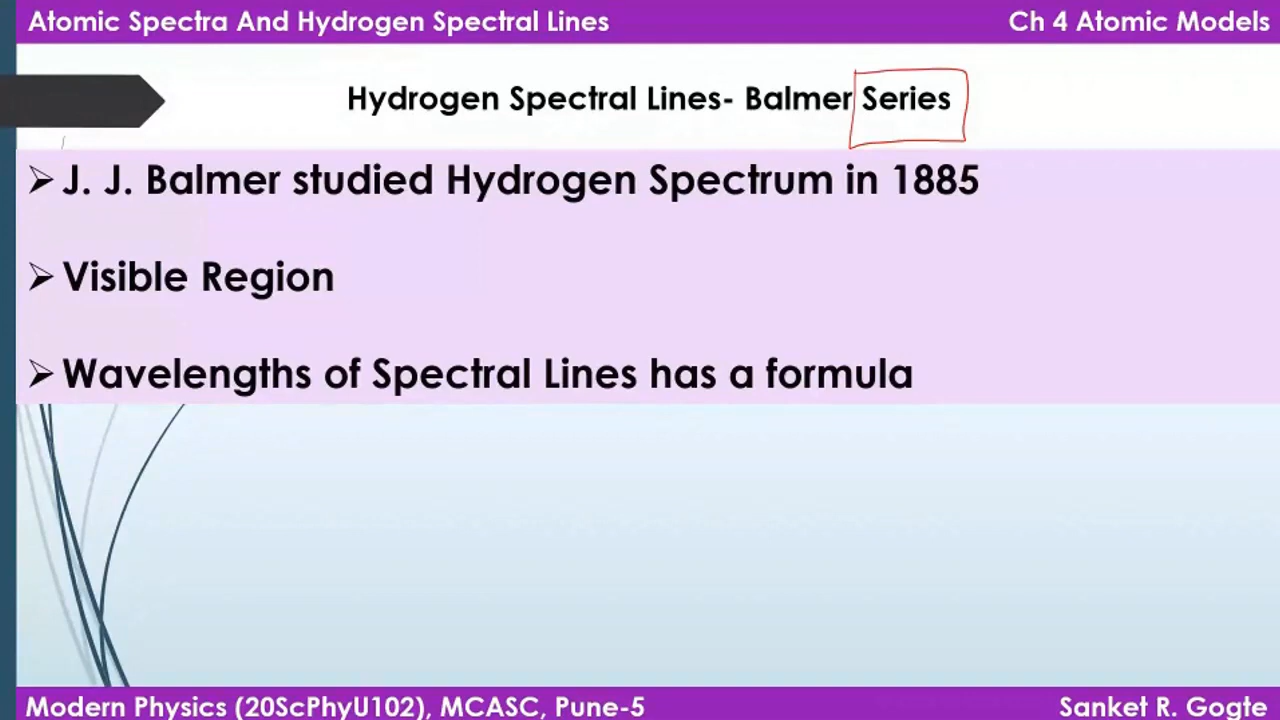 Atomic Spectra And Hydrogen Spectral Lines
Ch 4 Atomic Models
Hydrogen Spectral Lines- Balmer Series
➢ J. J. Balmer studied Hydrogen Spectrum in 1885
➢ Visible Region
➢ Wavelengths of Spectral Lines has a formula
Modern Physics (20ScPhyU102), MCASC, Pune-5
Sanket R. Gogte